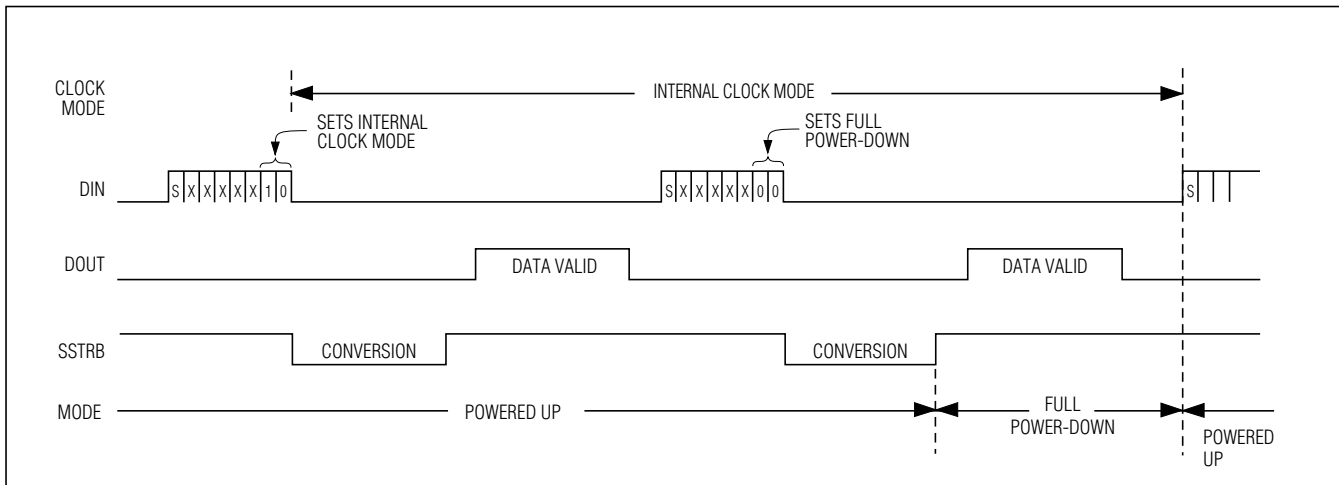 CLOCK
MODE
INTERNAL CLOCK MODE
SETS INTERNAL
CLOCK MODE
SETS FULL
POWER-DOWN
DIN
S X X X X X 1 0
S X X X X X 0 0
S
DOUT
DATA VALID
DATA VALID
SSTRB
CONVERSION
CONVERSION
MODE
POWERED UP
FULL
POWER-DOWN
POWERED
UP